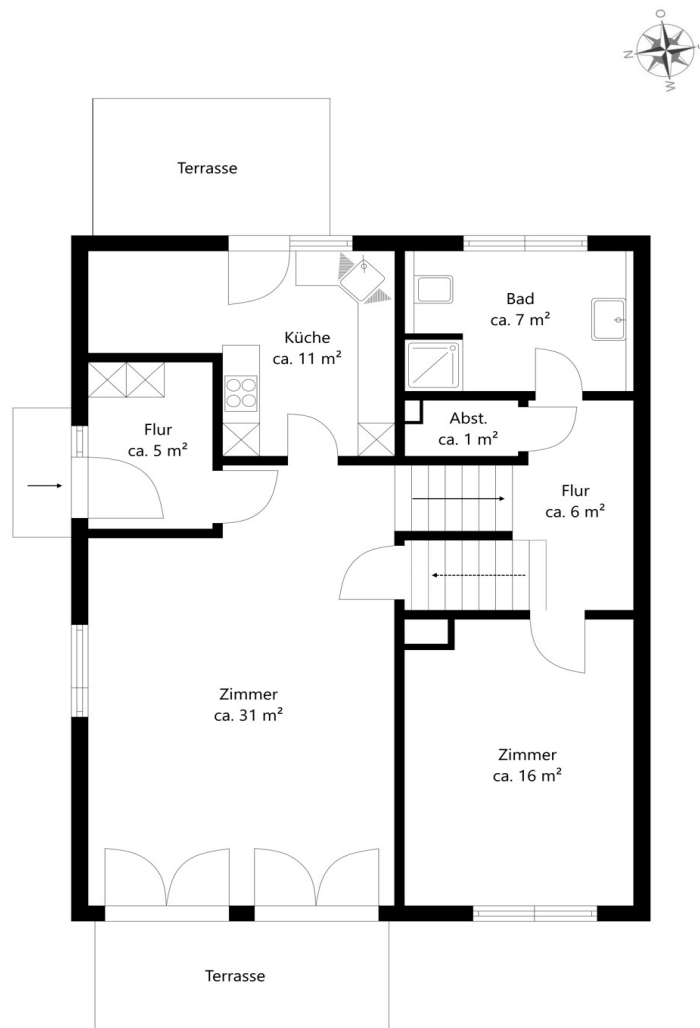 O
N
W
Terrasse
Bad
ca. 7 m²
Küche
ca. 11 m²
Abst.
ca. 1 m²
Flur
ca. 5 m²
Flur
ca. 6 m²
Zimmer
ca. 31 m²
Zimmer
ca. 16 m²
Terrasse